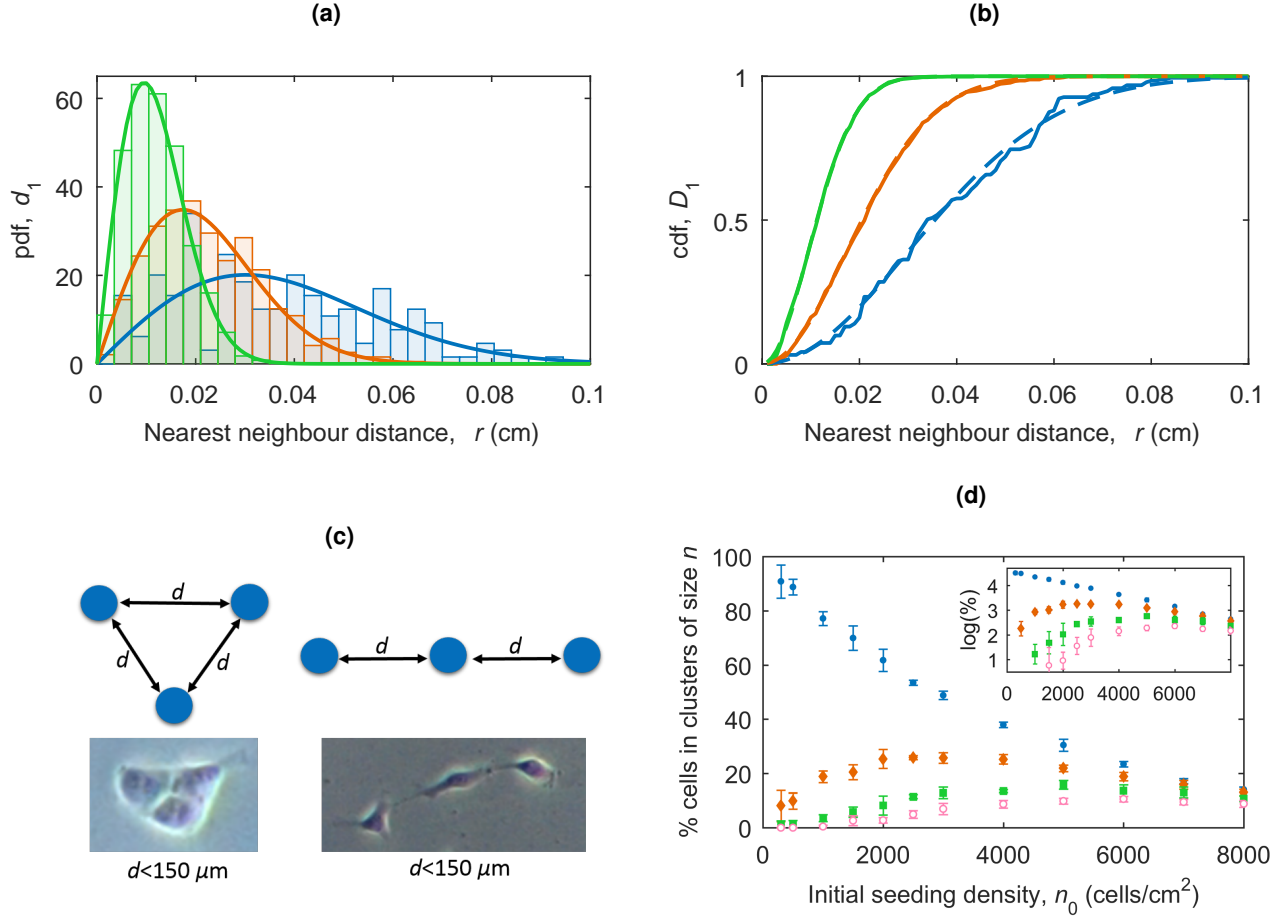 (a)
60
40
20
0
pdf, d₁
0 0.02 0.04 0.06 0.08 0.1
Nearest neighbour distance, r (cm)
(b)
1
0.5
0
cdf, D₁
0 0.02 0.04 0.06 0.08 0.1
Nearest neighbour distance, r (cm)
(c)
d
d d
d d
d<150 μm
d<150 μm
(d)
100
80
60
40
20
0
% cells in clusters of size n
4
3
2
1
log(%)
0 2000 4000 6000
0 2000 4000 6000 8000
Initial seeding density, n₀ (cells/cm²)